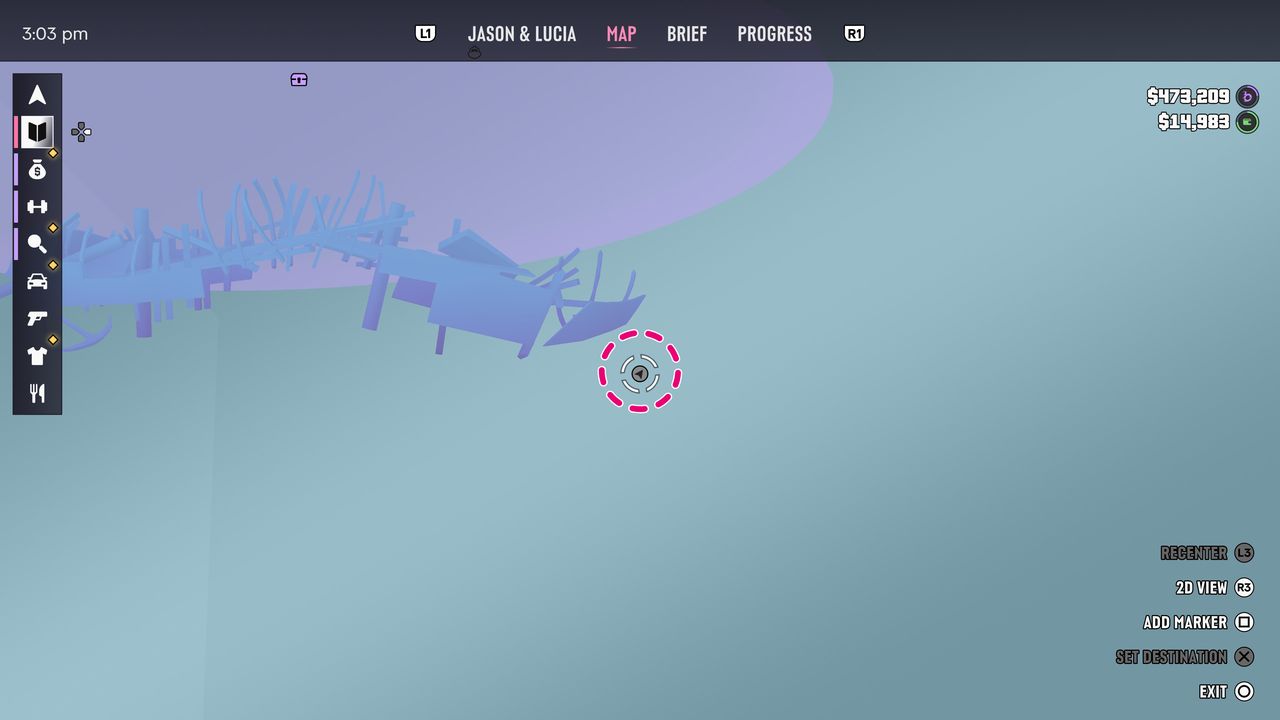 3:03 pm
L1 JASON & LUCIA MAP BRIEF PROGRESS R1
$473,209
$14,983
RECENTER L3
2D VIEW R3
ADD MARKER
SET DESTINATION
EXIT